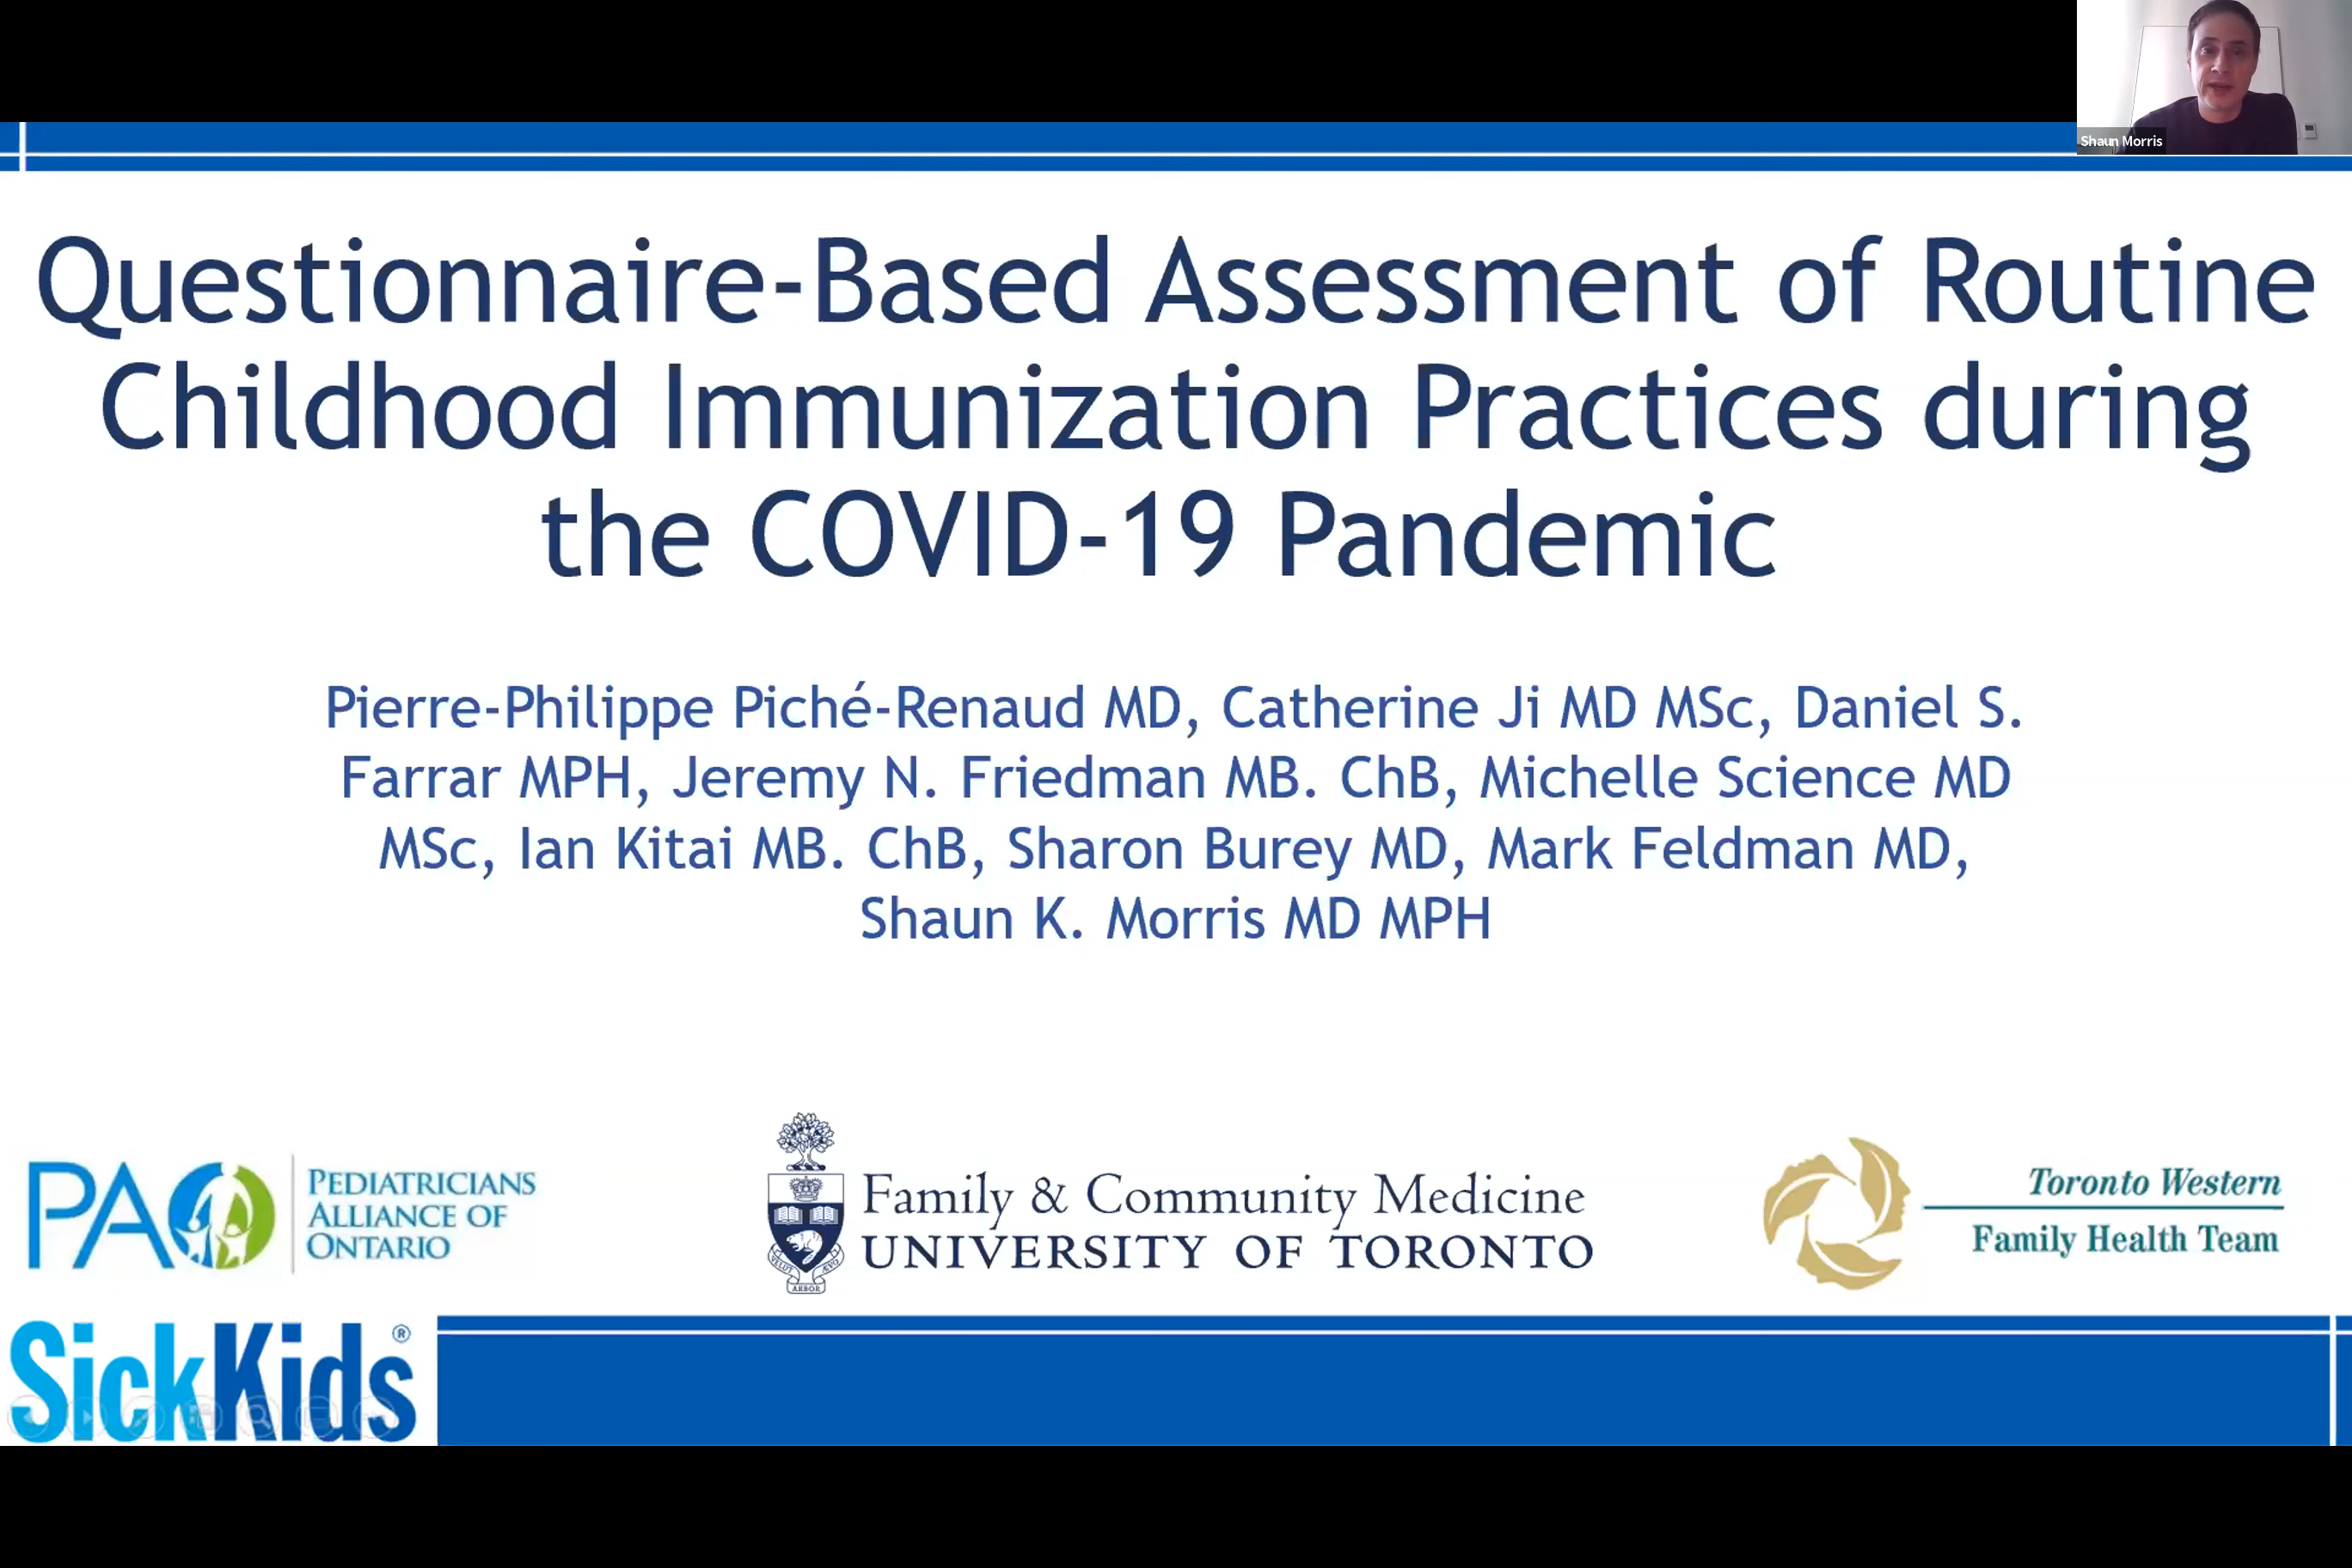 Shaun Morris
Questionnaire-Based Assessment of Routine
Childhood Immunization Practices during
the COVID-19 Pandemic
Pierre-Philippe Piché-Renaud MD, Catherine Ji MD MSc, Daniel S.
Farrar MPH, Jeremy N. Friedman MB. ChB, Michelle Science MD
MSc, Ian Kitai MB. ChB, Sharon Burey MD, Mark Feldman MD,
Shaun K. Morris MD MPH
PAO
PEDIATRICIANS
ALLIANCE OF
ONTARIO
VELUT
ARBOR
ÆVO
Family & Community Medicine
UNIVERSITY OF TORONTO
Toronto Western
Family Health Team
SickKids®